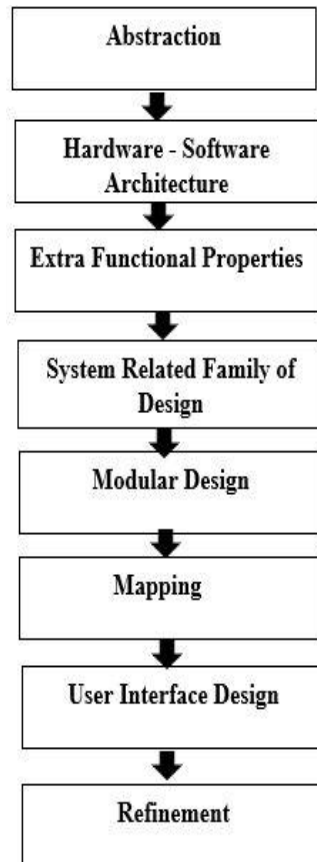 Abstraction
Hardware - Software
Architecture
Extra Functional Properties
System Related Family of
Design
Modular Design
Mapping
User Interface Design
Refinement